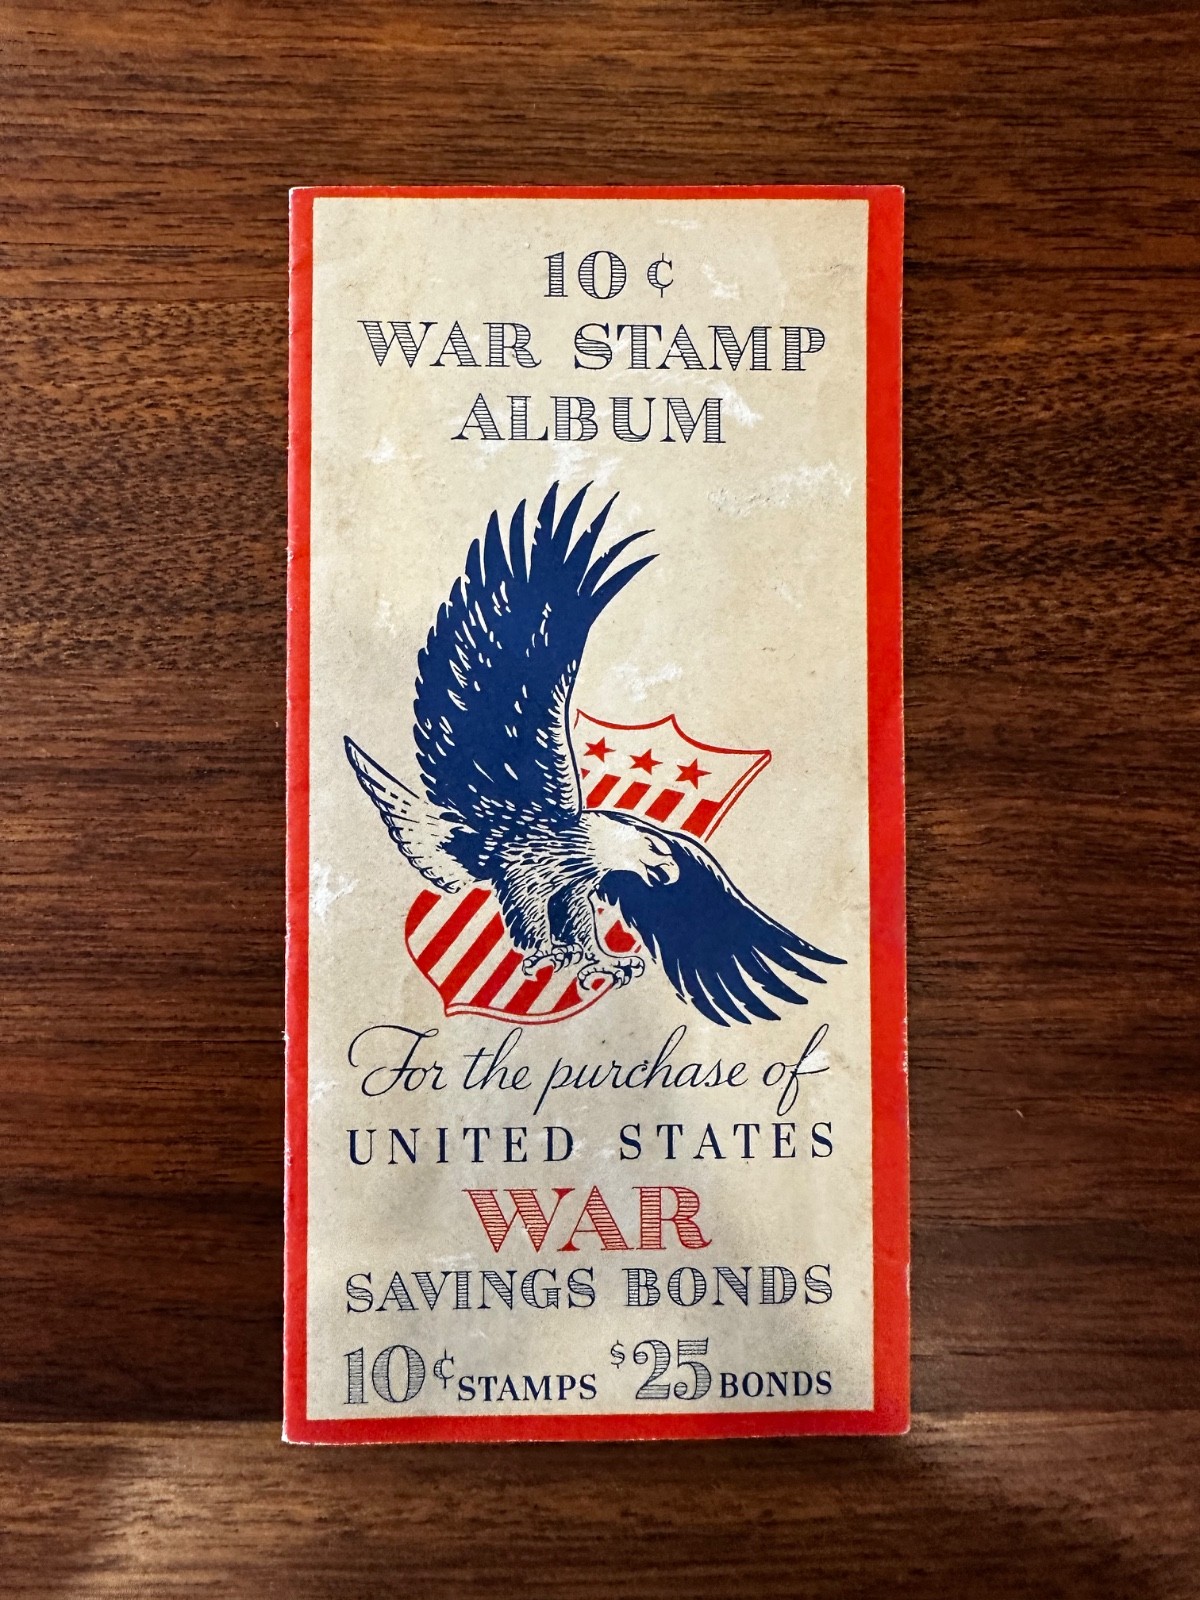 10¢
WAR STAMP
ALBUM
For the purchase of
UNITED STATES
WAR
SAVINGS BONDS
10¢ STAMPS $25 BONDS